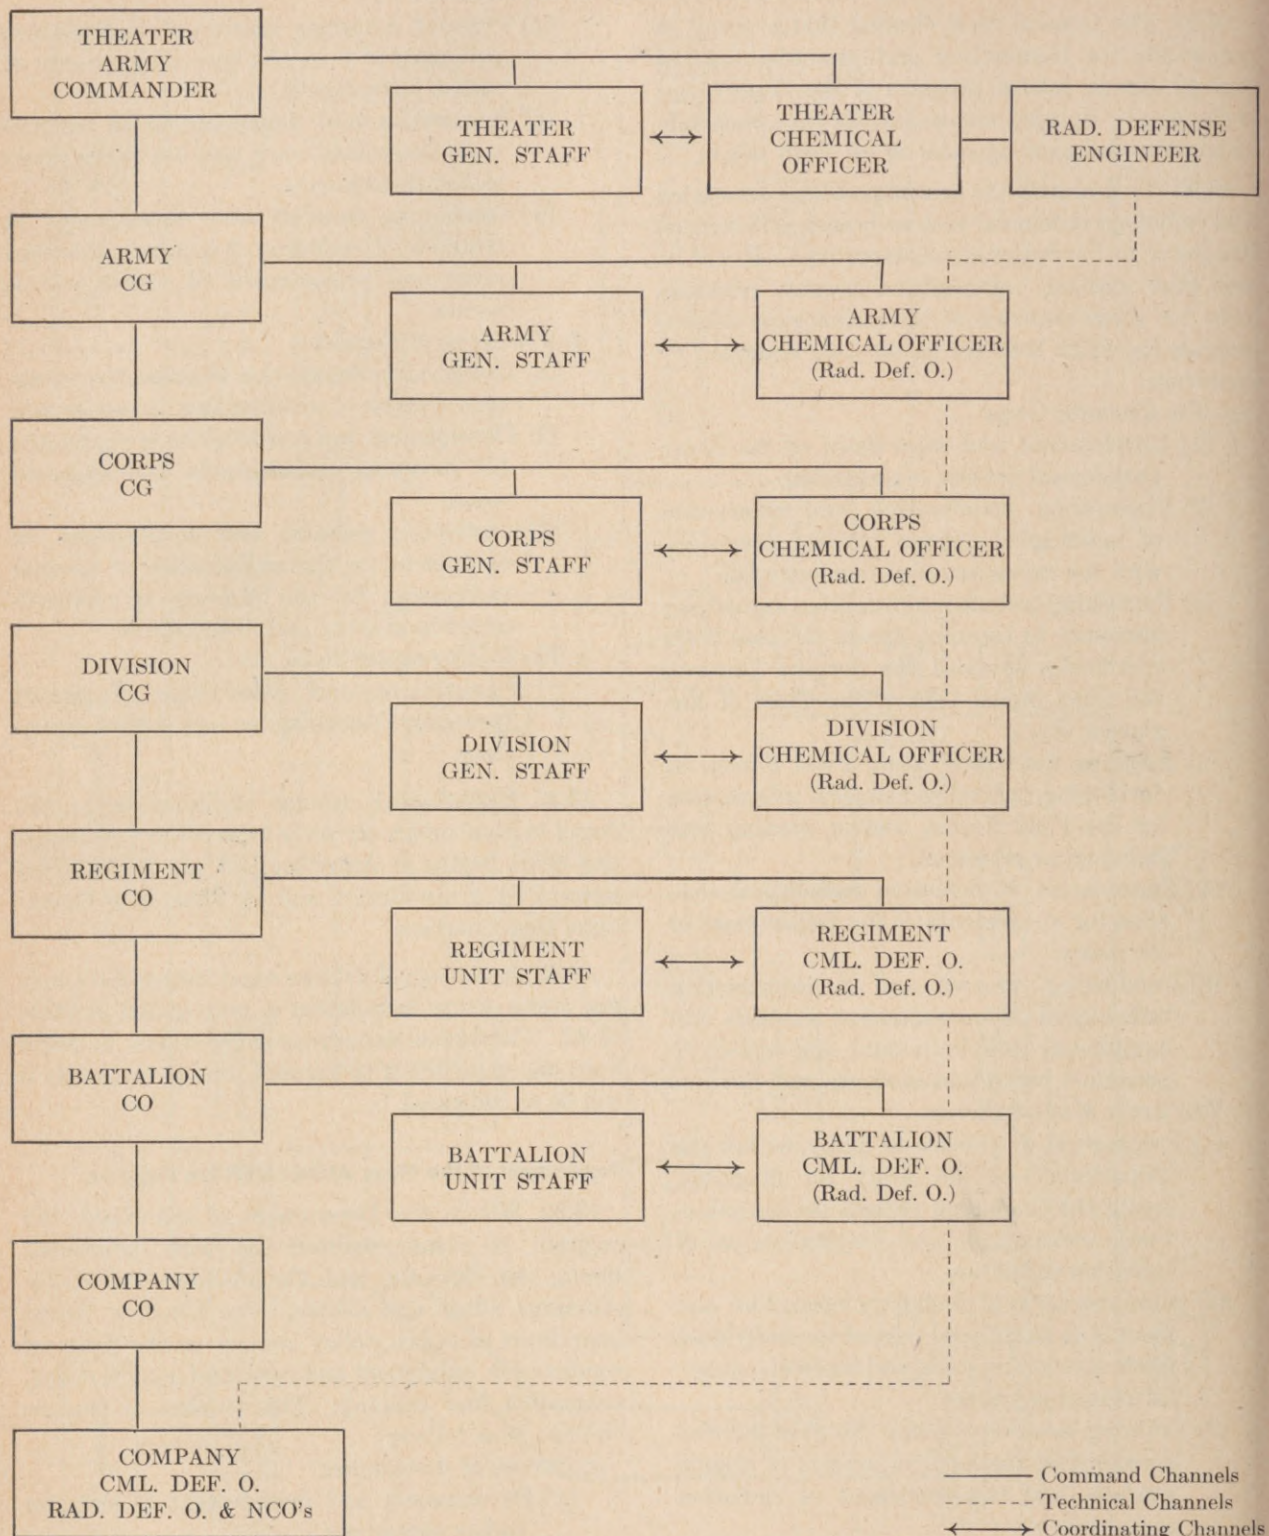 THEATER
ARMY
COMMANDER
THEATER
GEN. STAFF
THEATER
CHEMICAL
OFFICER
RAD. DEFENSE
ENGINEER
ARMY
CG
ARMY
GEN. STAFF
ARMY
CHEMICAL OFFICER
(Rad. Def. O.)
CORPS
CG
CORPS
GEN. STAFF
CORPS
CHEMICAL OFFICER
(Rad. Def. O.)
DIVISION
CG
DIVISION
GEN. STAFF
DIVISION
CHEMICAL OFFICER
(Rad. Def. O.)
REGIMENT
CO
REGIMENT
UNIT STAFF
REGIMENT
CML. DEF. O.
(Rad. Def. O.)
BATTALION
CO
BATTALION
UNIT STAFF
BATTALION
CML. DEF. O.
(Rad. Def. O.)
COMPANY
CO
COMPANY
CML. DEF. O.
RAD. DEF. O. & NCO's
Command Channels
Technical Channels
Coordinating Channels